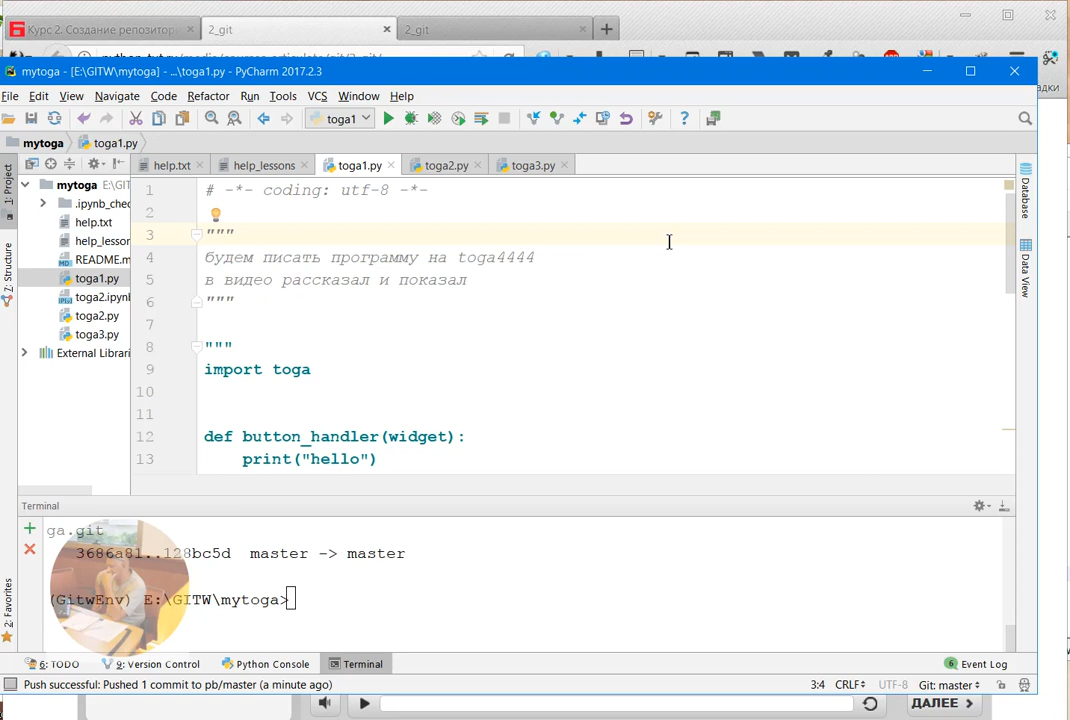 Курс 2. Создание репозитор
2_git
2_git
mytoga - [E:\GITW\mytoga] - ...\toga1.py - PyCharm 2017.2.3
File Edit View Navigate Code Refactor Run Tools VCS Window Help
toga1
mytoga toga1.py
1: Project
7: Structure
2: Favorites
mytoga E:\GIT
.ipynb_chec
help.txt
help_lesson
README.m
toga1.py
toga2.ipynb
toga2.py
toga3.py
External Librari
help.txt help_lessons toga1.py toga2.py toga3.py
1 # -*- coding: utf-8 -*-
2
3 """
4 будем писать программу на toga4444
5 в видео рассказал и показал
6 """
7
8 """
9 import toga
10
11
12 def button_handler(widget):
13 print("hello")
Database
Data View
Terminal
ga.git
3686a81..128bc5d master -> master
(GitwEnv) E:\GITW\mytoga>
6: TODO 9: Version Control Python Console Terminal 6 Event Log
Push successful: Pushed 1 commit to pb/master (a minute ago) 3:4 CRLF UTF-8 Git: master
ДАЛЕЕ